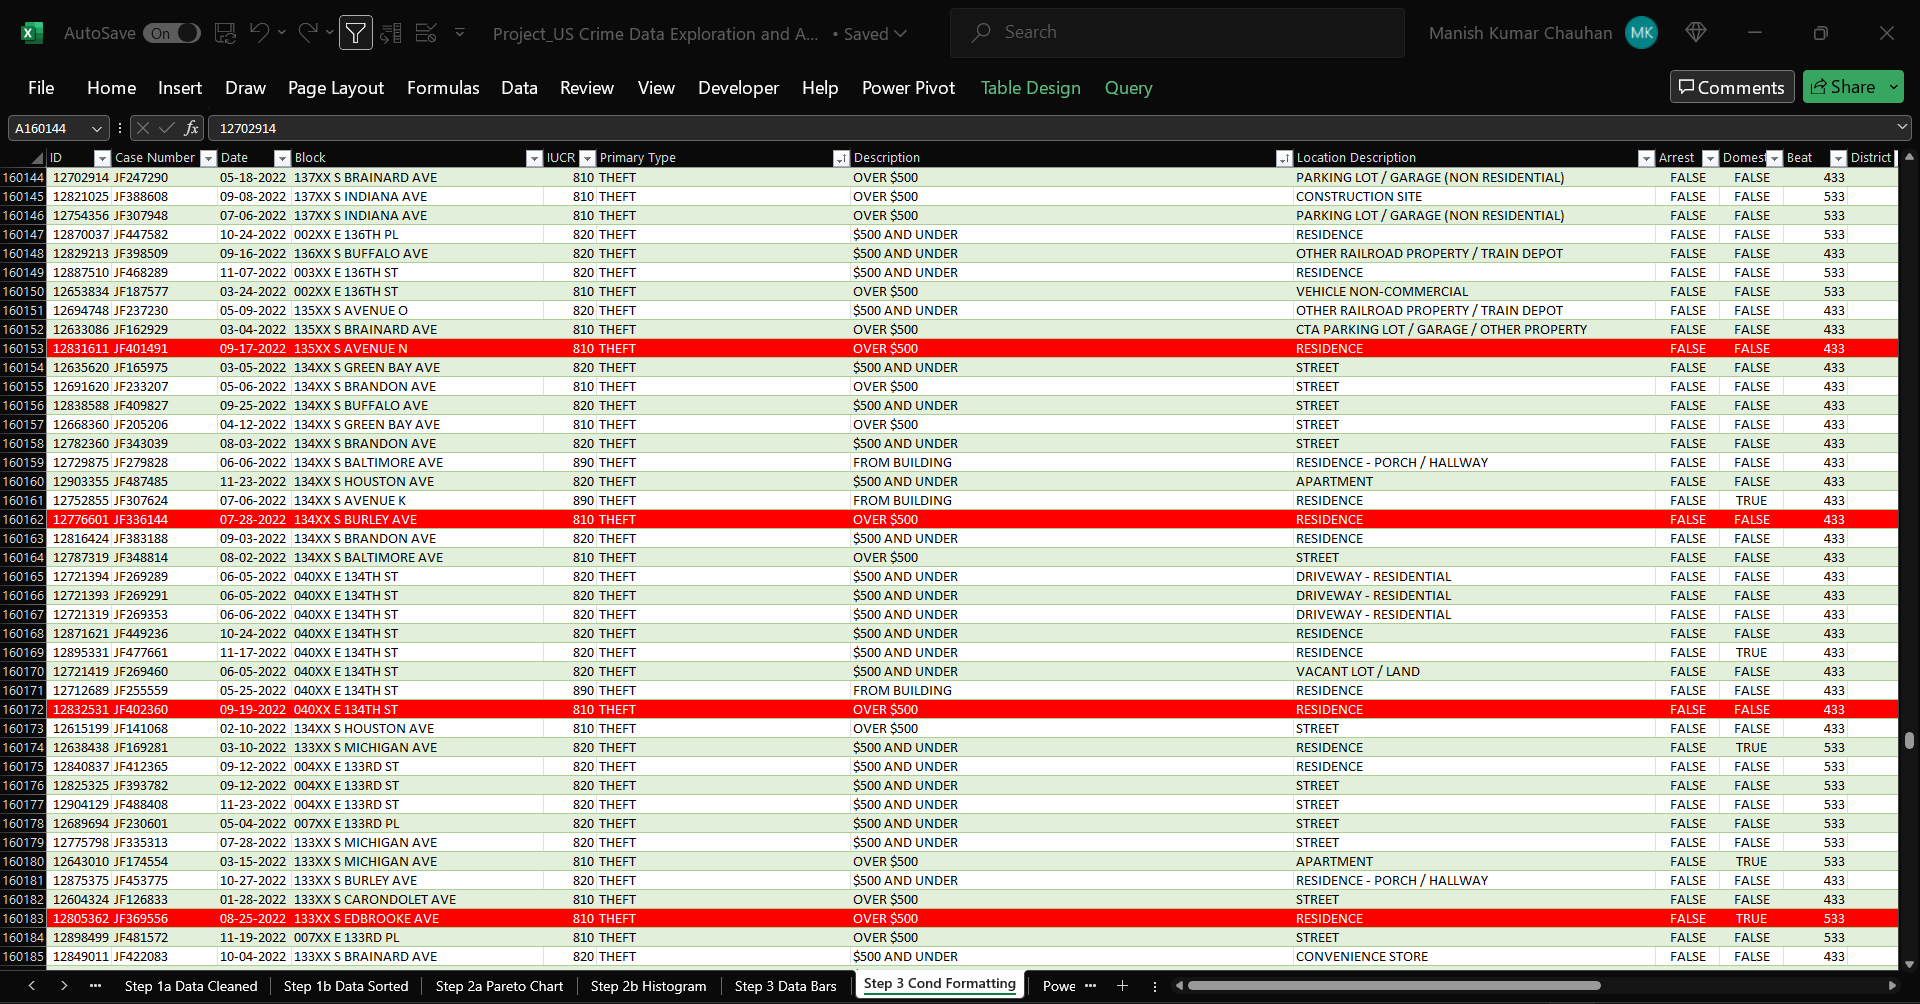 AutoSave On Project_US Crime Data Exploration and A... • Saved Search Manish Kumar Chauhan MK
File Home Insert Draw Page Layout Formulas Data Review View Developer Help Power Pivot Table Design Query Comments Share
A160144 fx 12702914
ID Case Number Date Block IUCR Primary Type Description Location Description Arrest Domest Beat District
160144 12702914 JF247290 05-18-2022 137XX S BRAINARD AVE 810 THEFT OVER $500 PARKING LOT / GARAGE (NON RESIDENTIAL) FALSE FALSE 433
160145 12821025 JF388608 09-08-2022 137XX S INDIANA AVE 810 THEFT OVER $500 CONSTRUCTION SITE FALSE FALSE 533
160146 12754356 JF307948 07-06-2022 137XX S INDIANA AVE 810 THEFT OVER $500 PARKING LOT / GARAGE (NON RESIDENTIAL) FALSE FALSE 533
160147 12870037 JF447582 10-24-2022 002XX E 136TH PL 820 THEFT $500 AND UNDER RESIDENCE FALSE FALSE 533
160148 12829213 JF398509 09-16-2022 136XX S BUFFALO AVE 820 THEFT $500 AND UNDER OTHER RAILROAD PROPERTY / TRAIN DEPOT FALSE FALSE 433
160149 12887510 JF468289 11-07-2022 003XX E 136TH ST 820 THEFT $500 AND UNDER RESIDENCE FALSE FALSE 533
160150 12653834 JF187577 03-24-2022 002XX E 136TH ST 810 THEFT OVER $500 VEHICLE NON-COMMERCIAL FALSE FALSE 533
160151 12694748 JF237230 05-09-2022 135XX S AVENUE O 820 THEFT $500 AND UNDER OTHER RAILROAD PROPERTY / TRAIN DEPOT FALSE FALSE 433
160152 12633086 JF162929 03-04-2022 135XX S BRAINARD AVE 810 THEFT OVER $500 CTA PARKING LOT / GARAGE / OTHER PROPERTY FALSE FALSE 433
160153 12831611 JF401491 09-17-2022 135XX S AVENUE N 810 THEFT OVER $500 RESIDENCE FALSE FALSE 433
160154 12635620 JF165975 03-05-2022 134XX S GREEN BAY AVE 820 THEFT $500 AND UNDER STREET FALSE FALSE 433
160155 12691620 JF233207 05-06-2022 134XX S BRANDON AVE 810 THEFT OVER $500 STREET FALSE FALSE 433
160156 12838588 JF409827 09-25-2022 134XX S BUFFALO AVE 820 THEFT $500 AND UNDER STREET FALSE FALSE 433
160157 12668360 JF205206 04-12-2022 134XX S GREEN BAY AVE 810 THEFT OVER $500 STREET FALSE FALSE 433
160158 12782360 JF343039 08-03-2022 134XX S BRANDON AVE 820 THEFT $500 AND UNDER STREET FALSE FALSE 433
160159 12729875 JF279828 06-06-2022 134XX S BALTIMORE AVE 890 THEFT FROM BUILDING RESIDENCE - PORCH / HALLWAY FALSE FALSE 433
160160 12903355 JF487485 11-23-2022 134XX S HOUSTON AVE 820 THEFT $500 AND UNDER APARTMENT FALSE FALSE 433
160161 12752855 JF307624 07-06-2022 134XX S AVENUE K 890 THEFT FROM BUILDING RESIDENCE FALSE TRUE 433
160162 12776601 JF336144 07-28-2022 134XX S BURLEY AVE 810 THEFT OVER $500 RESIDENCE FALSE FALSE 433
160163 12816424 JF383188 09-03-2022 134XX S BRANDON AVE 820 THEFT $500 AND UNDER RESIDENCE FALSE FALSE 433
160164 12787319 JF348814 08-02-2022 134XX S BALTIMORE AVE 810 THEFT OVER $500 STREET FALSE FALSE 433
160165 12721394 JF269289 06-05-2022 040XX E 134TH ST 820 THEFT $500 AND UNDER DRIVEWAY - RESIDENTIAL FALSE FALSE 433
160166 12721393 JF269291 06-05-2022 040XX E 134TH ST 820 THEFT $500 AND UNDER DRIVEWAY - RESIDENTIAL FALSE FALSE 433
160167 12721319 JF269353 06-06-2022 040XX E 134TH ST 820 THEFT $500 AND UNDER DRIVEWAY - RESIDENTIAL FALSE FALSE 433
160168 12871621 JF449236 10-24-2022 040XX E 134TH ST 820 THEFT $500 AND UNDER RESIDENCE FALSE FALSE 433
160169 12895331 JF477661 11-17-2022 040XX E 134TH ST 820 THEFT $500 AND UNDER RESIDENCE FALSE TRUE 433
160170 12721419 JF269460 06-05-2022 040XX E 134TH ST 820 THEFT $500 AND UNDER VACANT LOT / LAND FALSE FALSE 433
160171 12712689 JF255559 05-25-2022 040XX E 134TH ST 890 THEFT FROM BUILDING RESIDENCE FALSE FALSE 433
160172 12832531 JF402360 09-19-2022 040XX E 134TH ST 810 THEFT OVER $500 RESIDENCE FALSE FALSE 433
160173 12615199 JF141068 02-10-2022 134XX S HOUSTON AVE 810 THEFT OVER $500 STREET FALSE FALSE 433
160174 12638438 JF169281 03-10-2022 133XX S MICHIGAN AVE 820 THEFT $500 AND UNDER RESIDENCE FALSE TRUE 533
160175 12840837 JF412365 09-12-2022 004XX E 133RD ST 820 THEFT $500 AND UNDER RESIDENCE FALSE FALSE 533
160176 12825325 JF393782 09-12-2022 004XX E 133RD ST 820 THEFT $500 AND UNDER STREET FALSE FALSE 533
160177 12904129 JF488408 11-23-2022 004XX E 133RD ST 820 THEFT $500 AND UNDER STREET FALSE FALSE 533
160178 12689694 JF230601 05-04-2022 007XX E 133RD PL 820 THEFT $500 AND UNDER STREET FALSE FALSE 533
160179 12775798 JF335313 07-28-2022 133XX S MICHIGAN AVE 820 THEFT $500 AND UNDER STREET FALSE FALSE 533
160180 12643010 JF174554 03-15-2022 133XX S MICHIGAN AVE 810 THEFT OVER $500 APARTMENT FALSE TRUE 533
160181 12875375 JF453775 10-27-2022 133XX S BURLEY AVE 820 THEFT $500 AND UNDER RESIDENCE - PORCH / HALLWAY FALSE FALSE 433
160182 12604324 JF126833 01-28-2022 133XX S CARONDOLET AVE 810 THEFT OVER $500 STREET FALSE FALSE 433
160183 12805362 JF369556 08-25-2022 133XX S EDBROOKE AVE 810 THEFT OVER $500 RESIDENCE FALSE TRUE 533
160184 12898499 JF481572 11-19-2022 007XX E 133RD PL 810 THEFT OVER $500 STREET FALSE FALSE 533
160185 12849011 JF422083 10-04-2022 133XX S BRAINARD AVE 820 THEFT $500 AND UNDER CONVENIENCE STORE FALSE FALSE 433
Step 1a Data Cleaned Step 1b Data Sorted Step 2a Pareto Chart Step 2b Histogram Step 3 Data Bars Step 3 Cond Formatting Powe ...